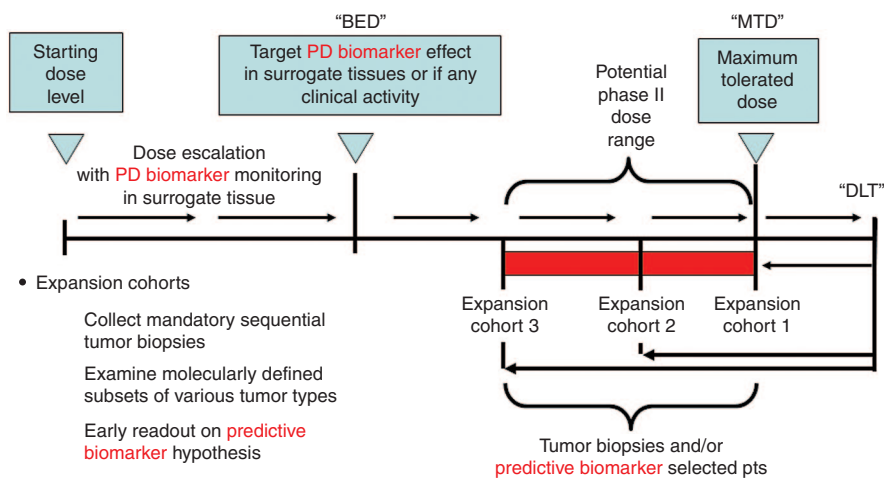 “BED”
“MTD”
Starting
dose
level
Target PD biomarker effect
in surrogate tissues or if any
clinical activity
Potential
phase II
dose
range
Maximum
tolerated
dose
Dose escalation
with PD biomarker monitoring
in surrogate tissue
“DLT”
• Expansion cohorts
Collect mandatory sequential
tumor biopsies
Examine molecularly defined
subsets of various tumor types
Early readout on predictive
biomarker hypothesis
Expansion
cohort 3
Expansion
cohort 2
Expansion
cohort 1
Tumor biopsies and/or
predictive biomarker selected pts